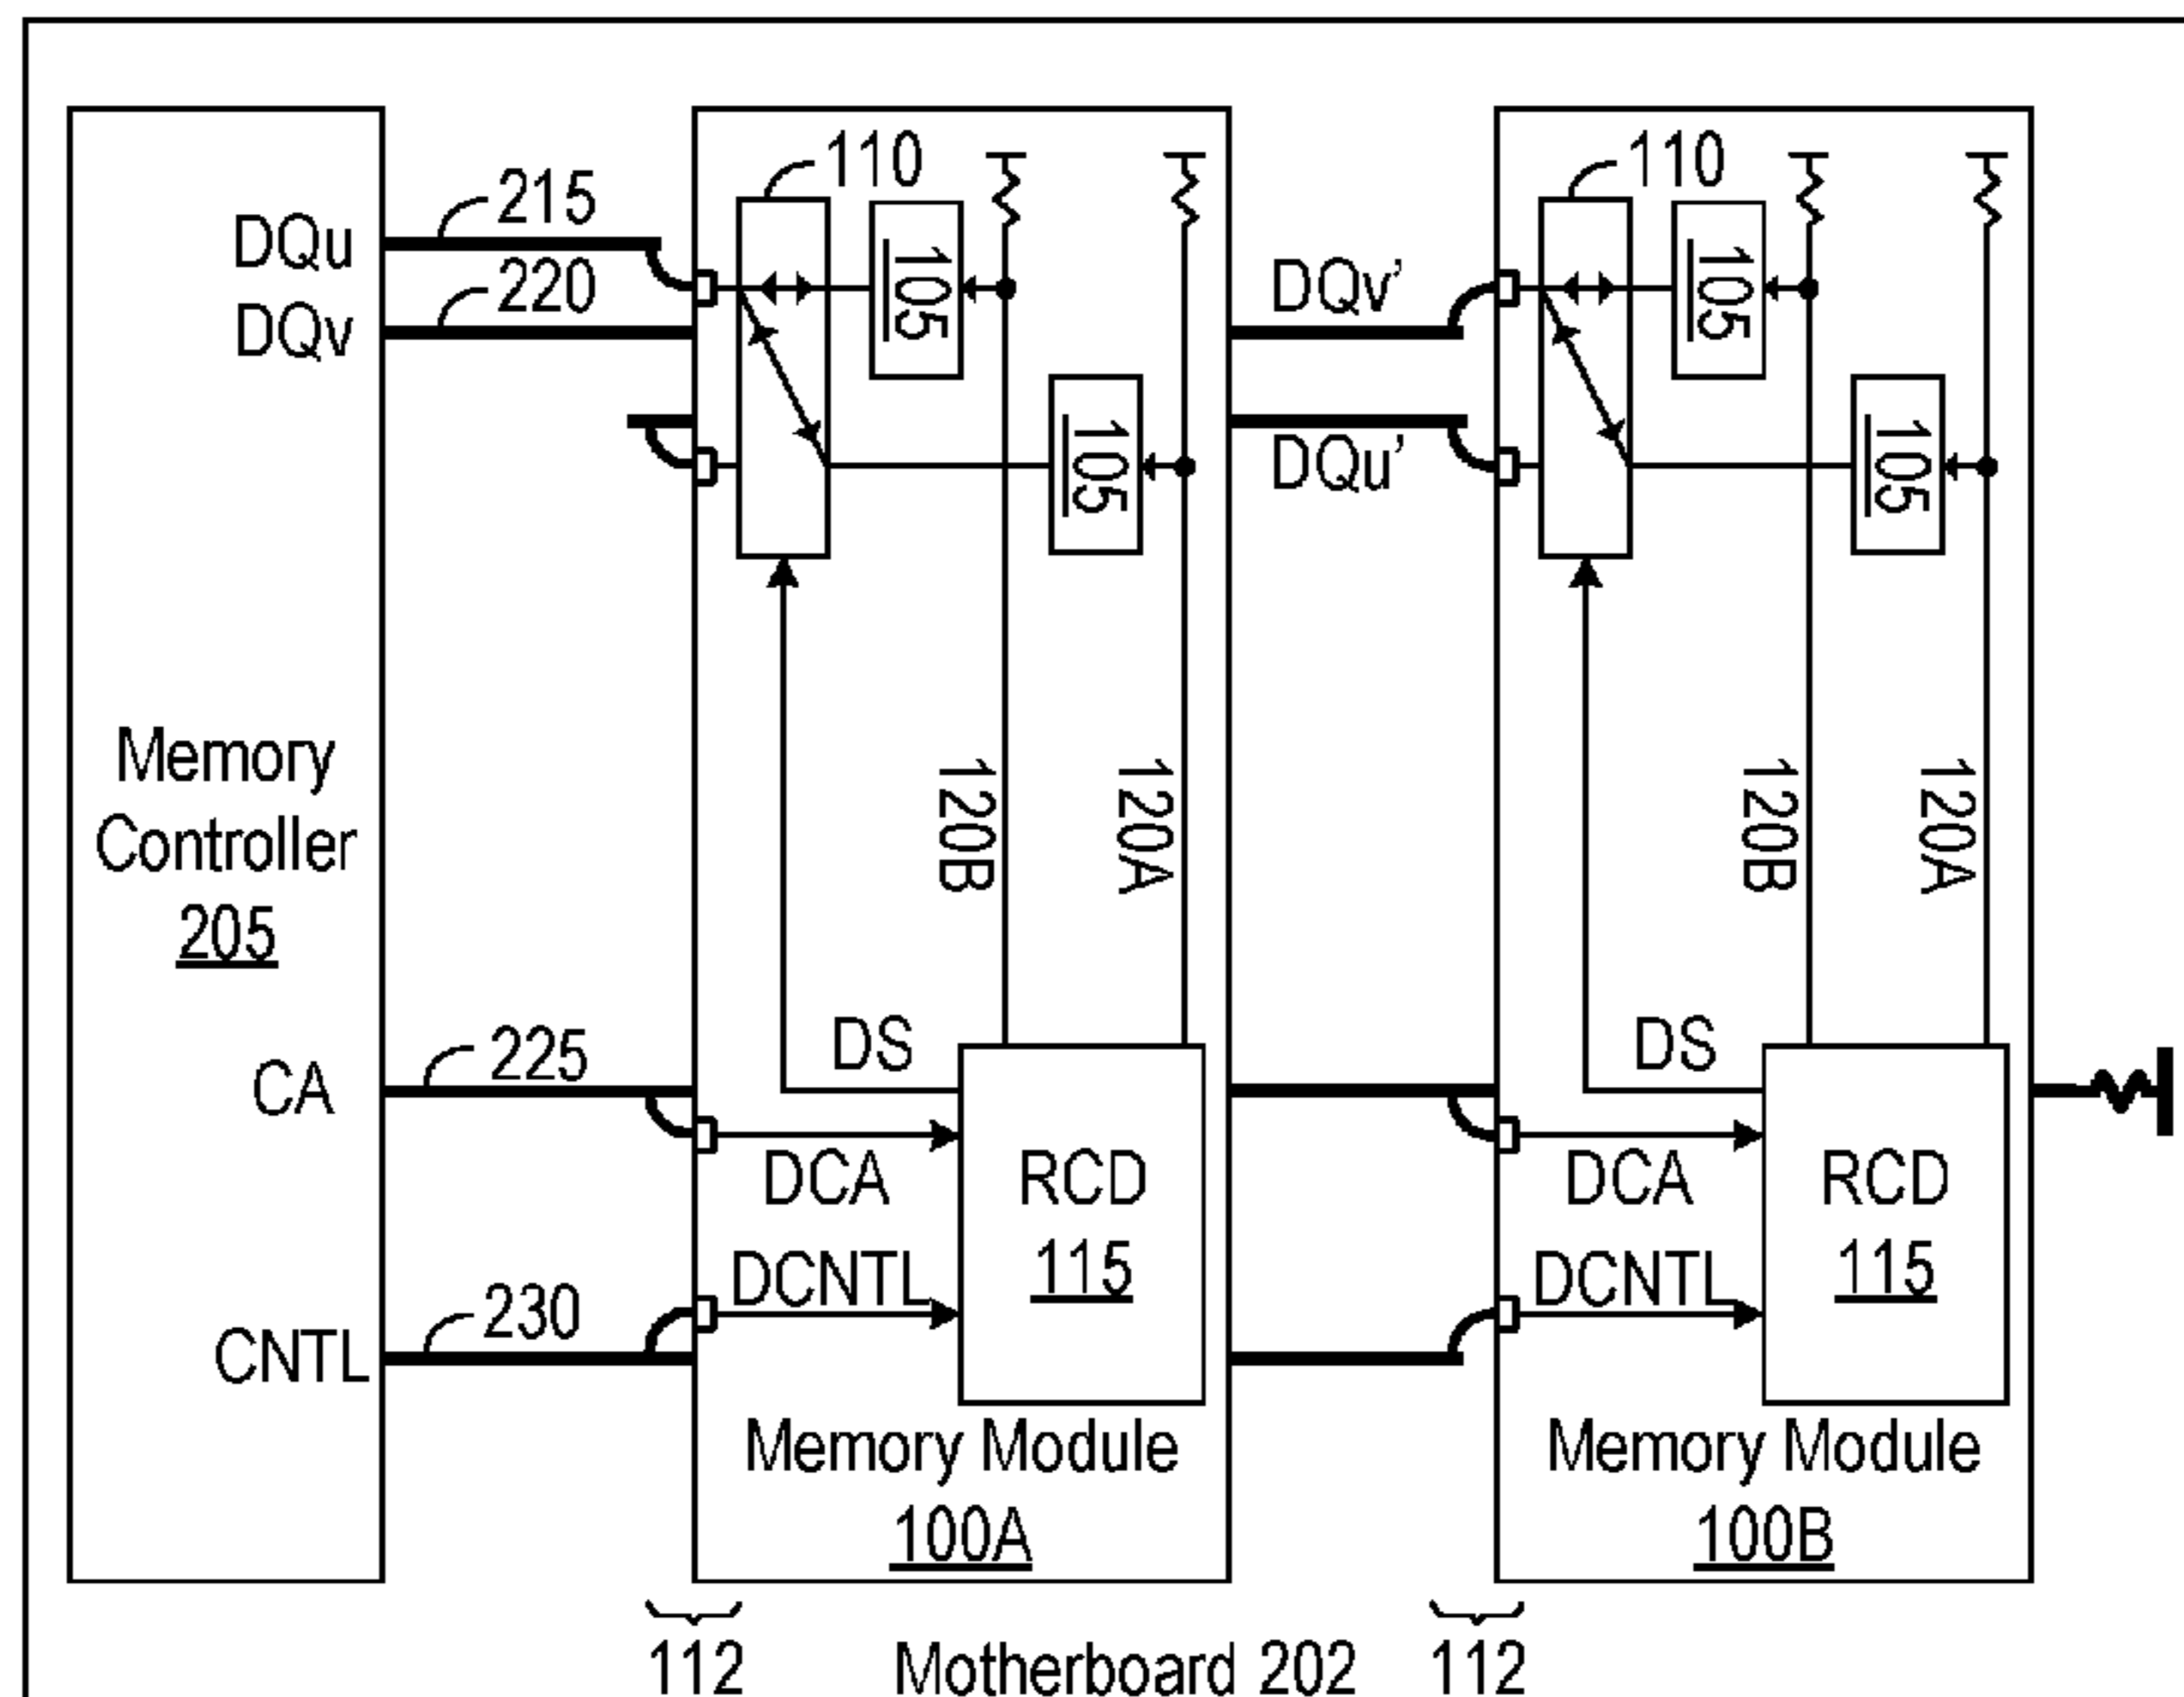 DQu
215
DQv
220
Memory
Controller
205
CA
225
CNTL
230
110
105
105
120B
120A
DS
DCA
DCNTL
RCD
115
Memory Module
100A
DQv'
DQu'
110
105
105
120B
120A
DS
DCA
DCNTL
RCD
115
Memory Module
100B
112
Motherboard 202
112